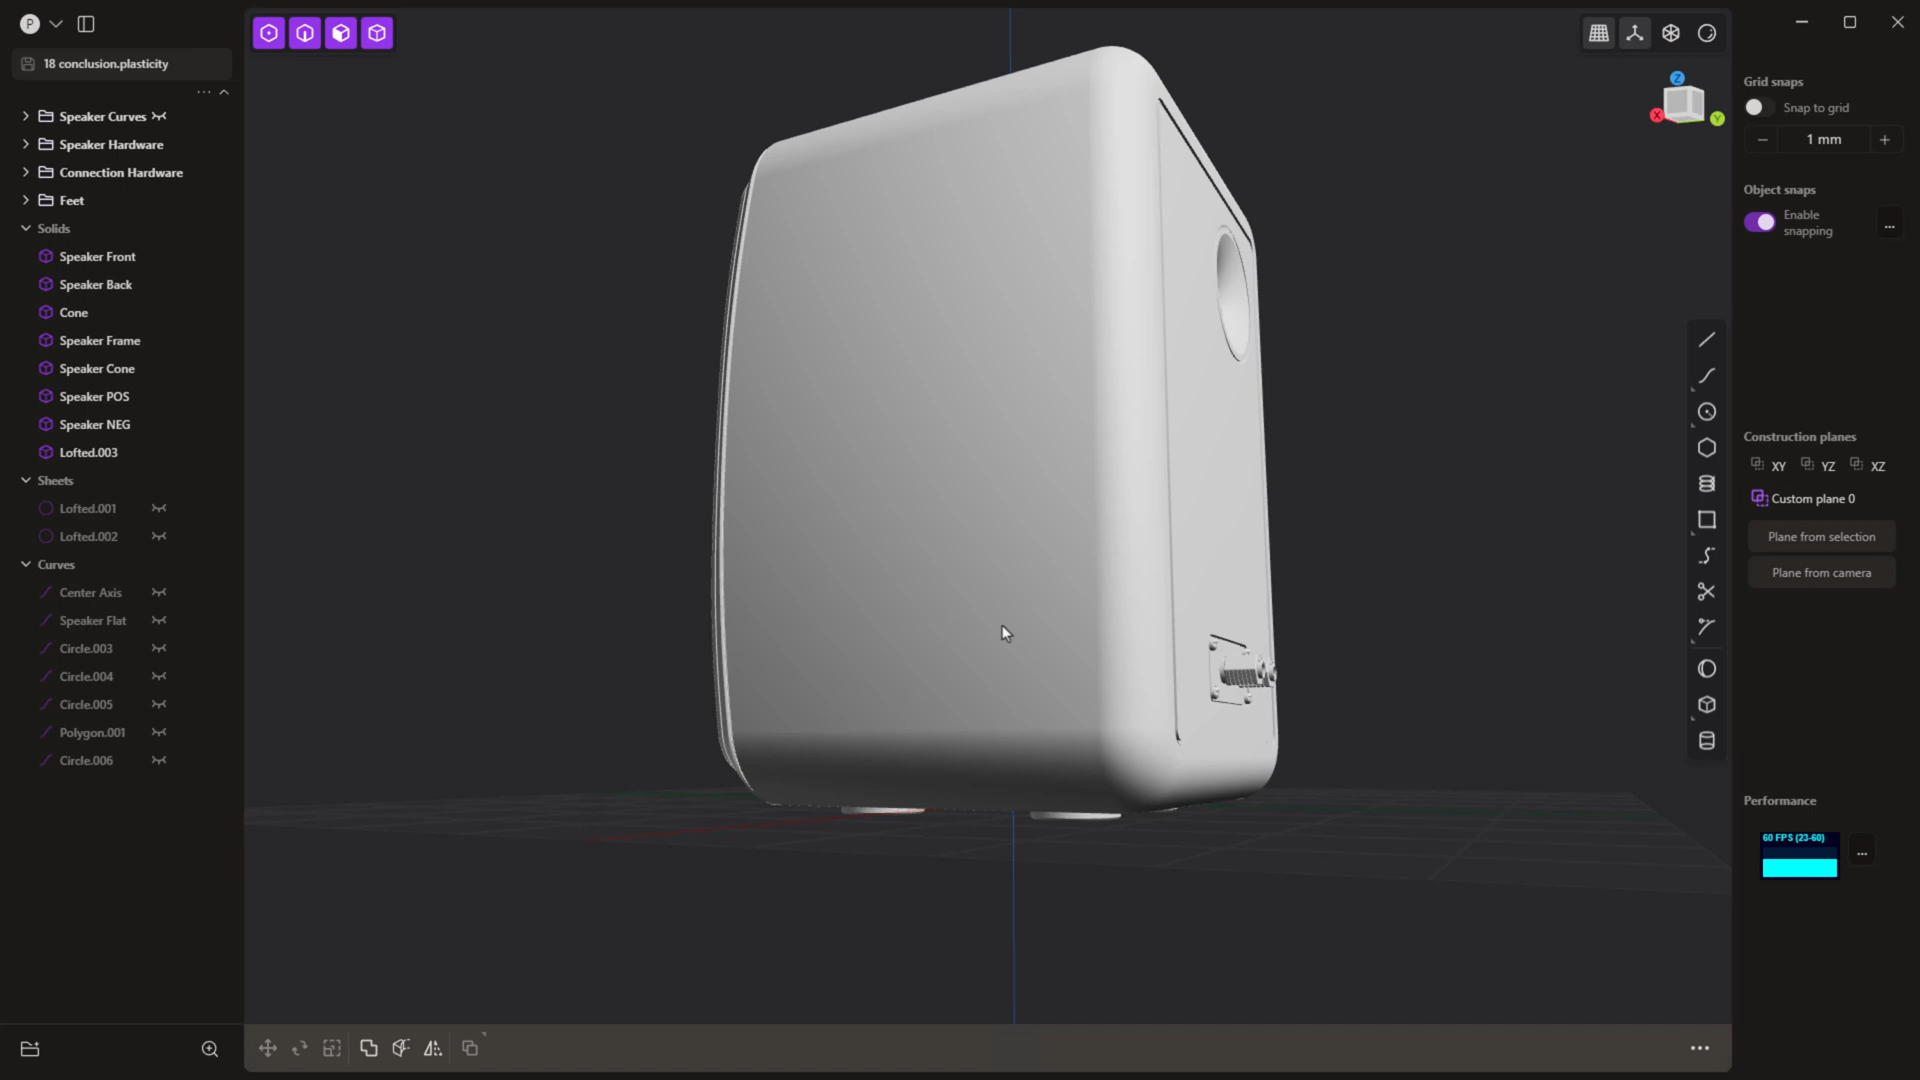 P
18 conclusion.plasticity
Speaker Curves
Speaker Hardware
Connection Hardware
Feet
Solids
Speaker Front
Speaker Back
Cone
Speaker Frame
Speaker Cone
Speaker POS
Speaker NEG
Lofted.003
Sheets
Lofted.001
Lofted.002
Curves
Center Axis
Speaker Flat
Circle.003
Circle.004
Circle.005
Polygon.001
Circle.006
Z
X
Y
Grid snaps
Snap to grid
1 mm
Object snaps
Enable
snapping
Construction planes
XY YZ XZ
Custom plane 0
Plane from selection
Plane from camera
Performance
60 FPS (23-60)